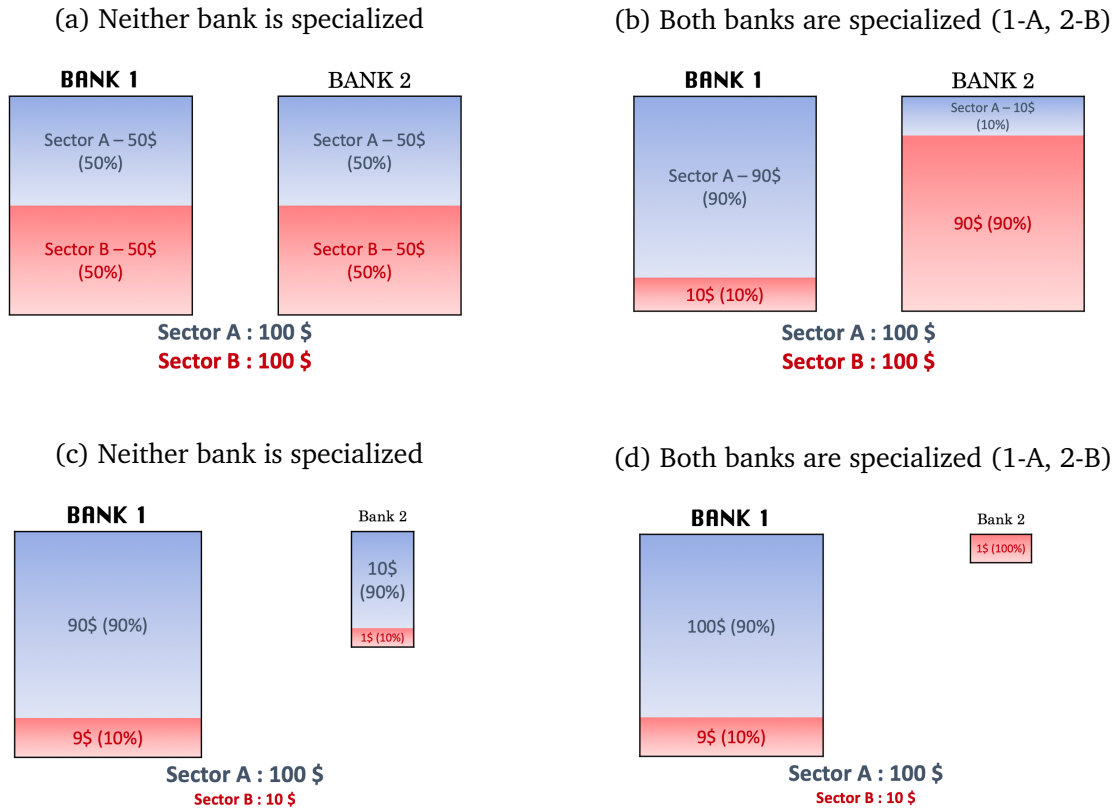 (a) Neither bank is specialized
(b) Both banks are specialized (1-A, 2-B)
BANK 1
BANK 2
Sector A – 50$
(50%)
Sector B – 50$
(50%)
Sector A – 50$
(50%)
Sector B – 50$
(50%)
Sector A : 100 $
Sector B : 100 $
BANK 1
BANK 2
Sector A – 90$
(90%)
10$ (10%)
Sector A – 10$
(10%)
90$ (90%)
Sector A : 100 $
Sector B : 100 $
(c) Neither bank is specialized
(d) Both banks are specialized (1-A, 2-B)
BANK 1
Bank 2
90$ (90%)
9$ (10%)
10$
(90%)
1$ (10%)
Sector A : 100 $
Sector B : 10 $
BANK 1
Bank 2
100$ (90%)
9$ (10%)
1$ (100%)
Sector A : 100 $
Sector B : 10 $